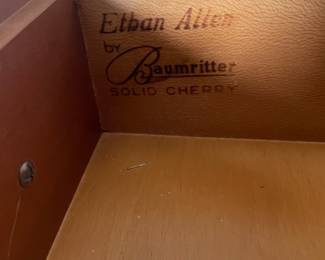 Ethan Allen
by
Baumritter
SOLID CHERRY